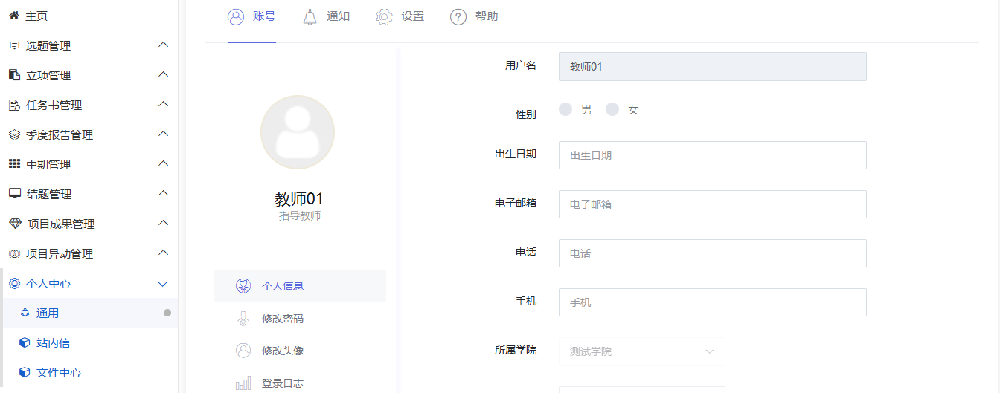 主页
选题管理
立项管理
任务书管理
季度报告管理
中期管理
结题管理
项目成果管理
项目异动管理
个人中心
通用
站内信
文件中心
账号 通知 设置 帮助
教师01
指导教师
个人信息
修改密码
修改头像
登录日志
用户名 教师01
性别 男 女
出生日期 出生日期
电子邮箱 电子邮箱
电话 电话
手机 手机
所属学院 测试学院